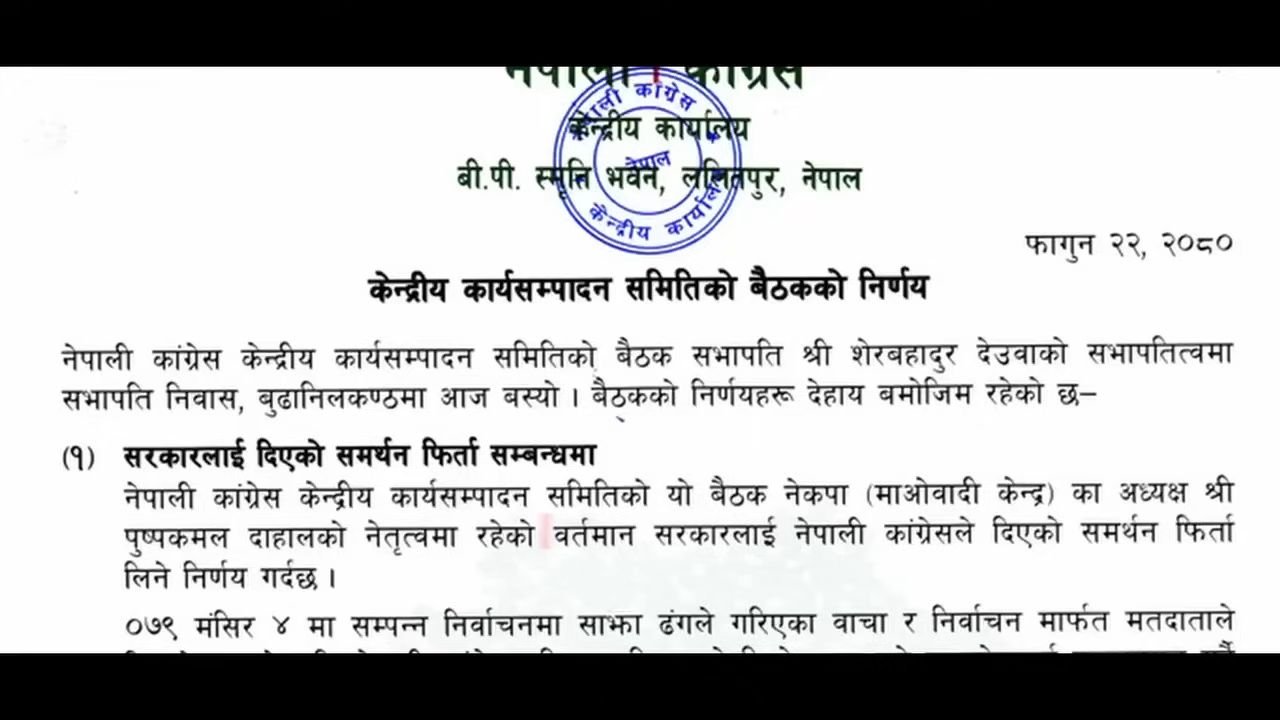 नेपाली कांग्रेस
केन्द्रीय कार्यालय
बी.पी. स्मृति भवन, ललितपुर, नेपाल
नेपाली कांग्रेस
नेपाल
केन्द्रीय कार्यालय
फागुन २२, २०८०
केन्द्रीय कार्यसम्पादन समितिको बैठकको निर्णय
नेपाली कांग्रेस केन्द्रीय कार्यसम्पादन समितिको बैठक सभापति श्री शेरबहादुर देउवाको सभापतित्वमा
सभापति निवास, बुढानिलकण्ठमा आज बस्यो । बैठकको निर्णयहरू देहाय बमोजिम रहेको छ–
(१) सरकारलाई दिएको समर्थन फिर्ता सम्बन्धमा
नेपाली कांग्रेस केन्द्रीय कार्यसम्पादन समितिको यो बैठक नेकपा (माओवादी केन्द्र) का अध्यक्ष श्री
पुष्पकमल दाहालको नेतृत्वमा रहेको वर्तमान सरकारलाई नेपाली कांग्रेसले दिएको समर्थन फिर्ता
लिने निर्णय गर्दछ ।
०७९ मंसिर ४ मा सम्पन्न निर्वाचनमा साझा ढंगले गरिएका वाचा र निर्वाचन मार्फत मतदाताले